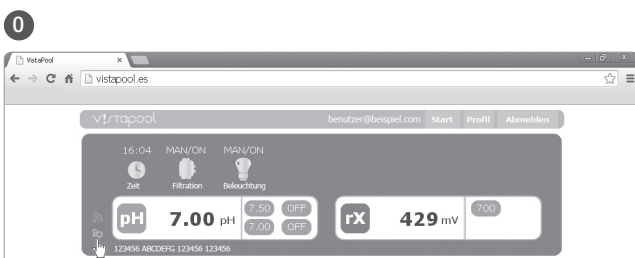 0
VistaPool
vistapool.es
vistapool benutzer@beispiel.com Start Profil Abmelden
16:04 MAN/ON MAN/ON
Zeit Filtration Beleuchtung
pH 7.00 pH 7.50 OFF 7.00 OFF rX 429 mV 700
123456 ABCDEFG 123456 123456